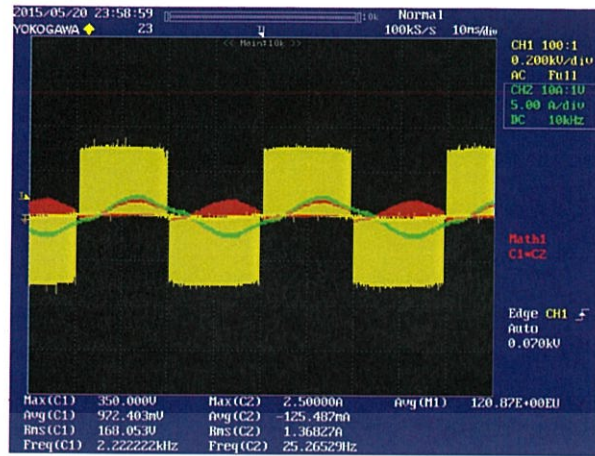 2015/05/20 23:58:59
Normal
YOKOGAWA 23
100kS/s 10ms/div
<< Main:10k >>
CH1 100:1
0.200kV/div
AC Full
CH2 10A:1V
5.00 A/div
DC 10kHz
Math1
C1*C2
Edge CH1
Auto
0.070kV
Max(C1) 350.000V Max(C2) 2.50000A Avg(M1) 120.87E+00EU
Avg(C1) 972.403mV Avg(C2) -125.487mA
Rms(C1) 168.053V Rms(C2) 1.36827A
Freq(C1) 2.222222kHz Freq(C2) 25.26529Hz